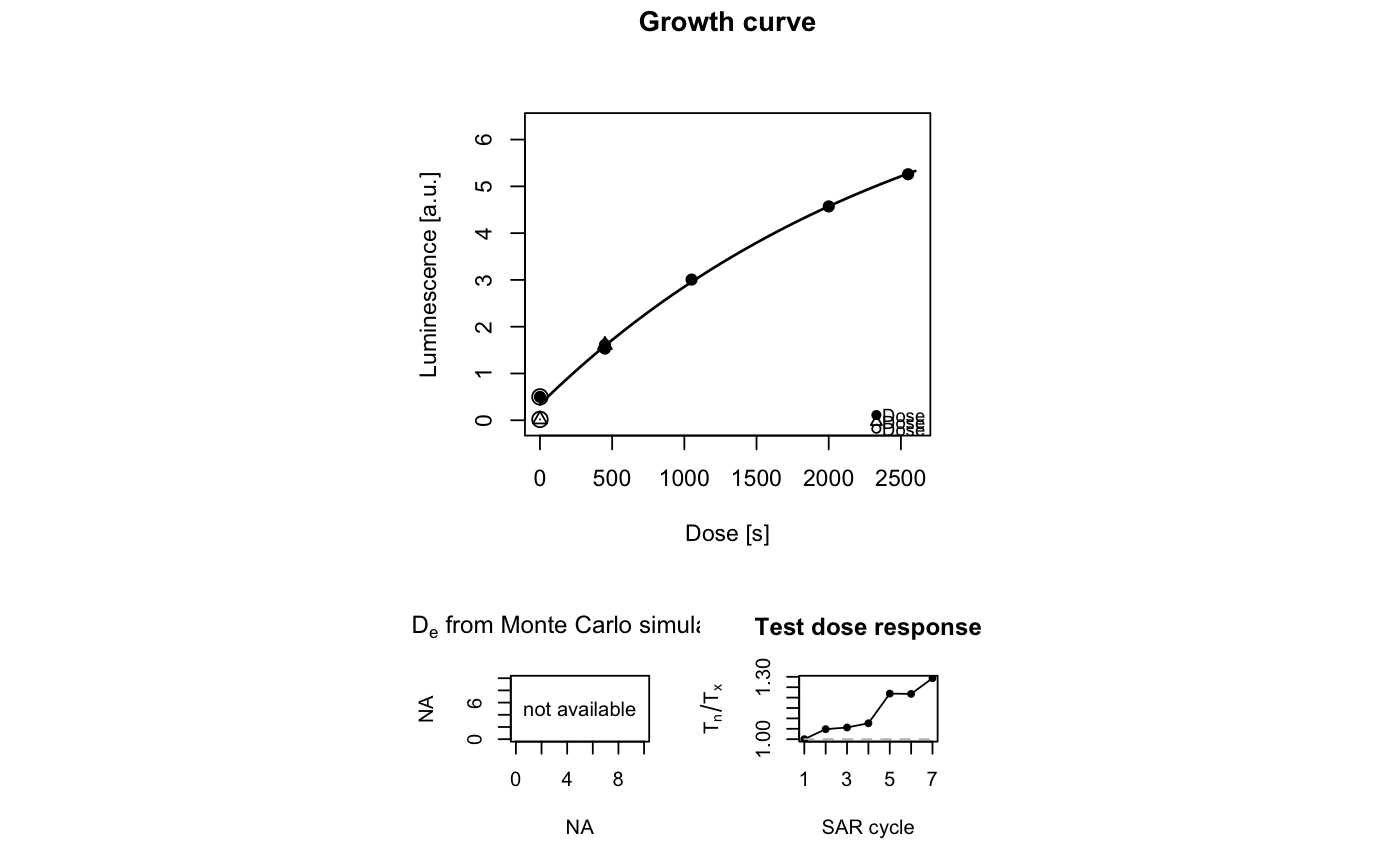 Growth curve
Luminescence [a.u.]
6
5
4
3
2
1
0
Dose
Dose
Dose
0 500 1000 1500 2000 2500
Dose [s]
De from Monte Carlo simula
NA
6
0
not available
0 4 8
NA
Test dose response
Tn/Tx
1.30
1.00
1 3 5 7
SAR cycle